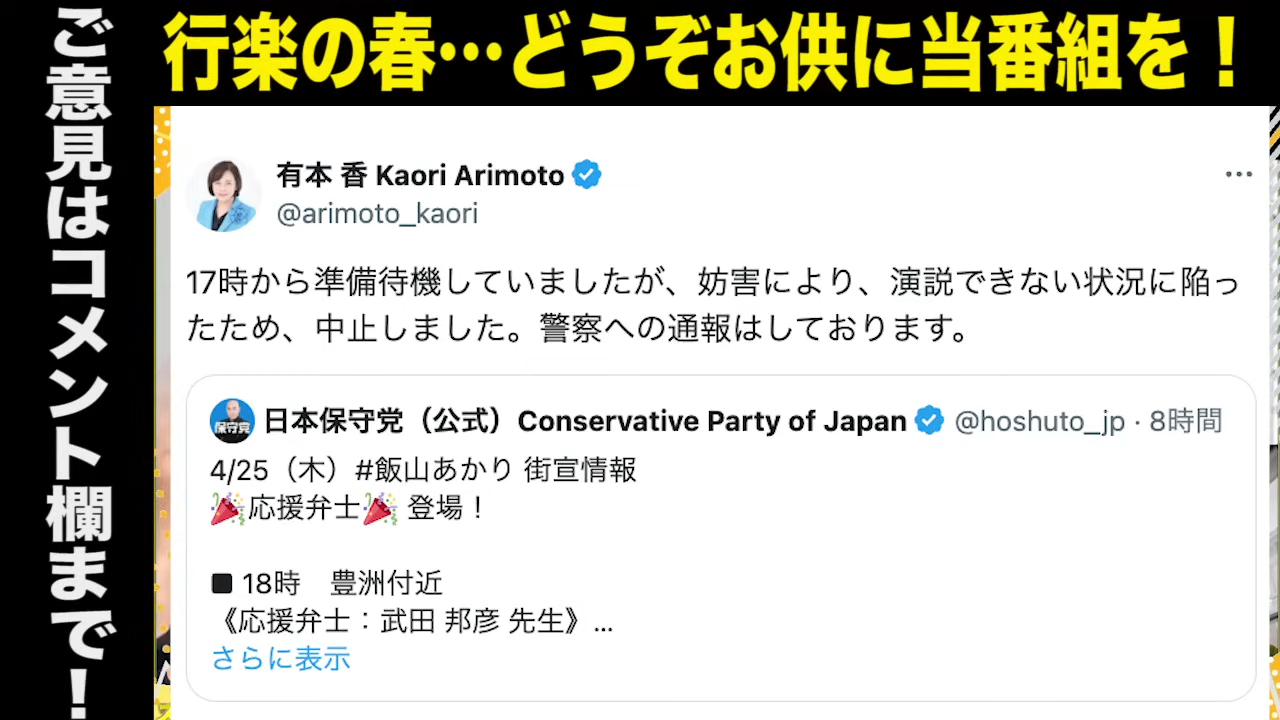 行楽の春…どうぞお供に当番組を！
ご意見はコメント欄まで！
有本 香 Kaori Arimoto
@arimoto_kaori
17時から準備待機していましたが、妨害により、演説できない状況に陥っ
たため、中止しました。警察への通報はしております。
保守党
日本保守党（公式）Conservative Party of Japan @hoshuto_jp · 8時間
4/25（木）#飯山あかり 街宣情報
🎉応援弁士🎉 登場！
■ 18時　豊洲付近
《応援弁士：武田 邦彦 先生》...
さらに表示